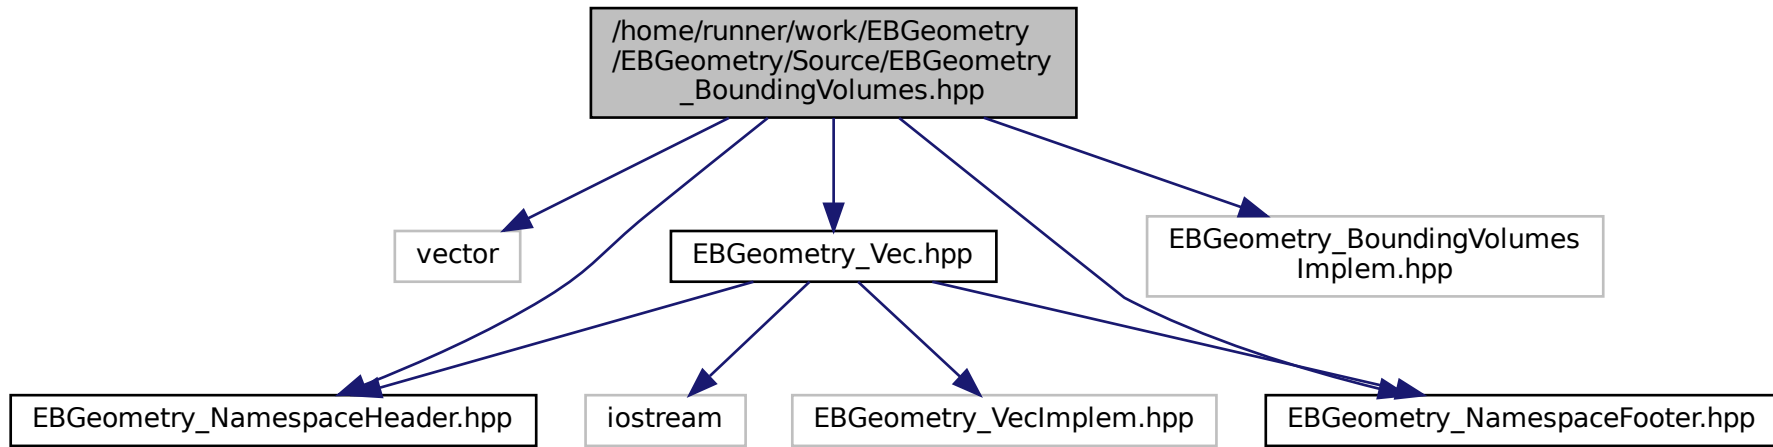 /home/runner/work/EBGeometry
/EBGeometry/Source/EBGeometry
_BoundingVolumes.hpp
vector
EBGeometry_Vec.hpp
EBGeometry_BoundingVolumes
Implem.hpp
EBGeometry_NamespaceHeader.hpp
iostream
EBGeometry_VecImplem.hpp
EBGeometry_NamespaceFooter.hpp